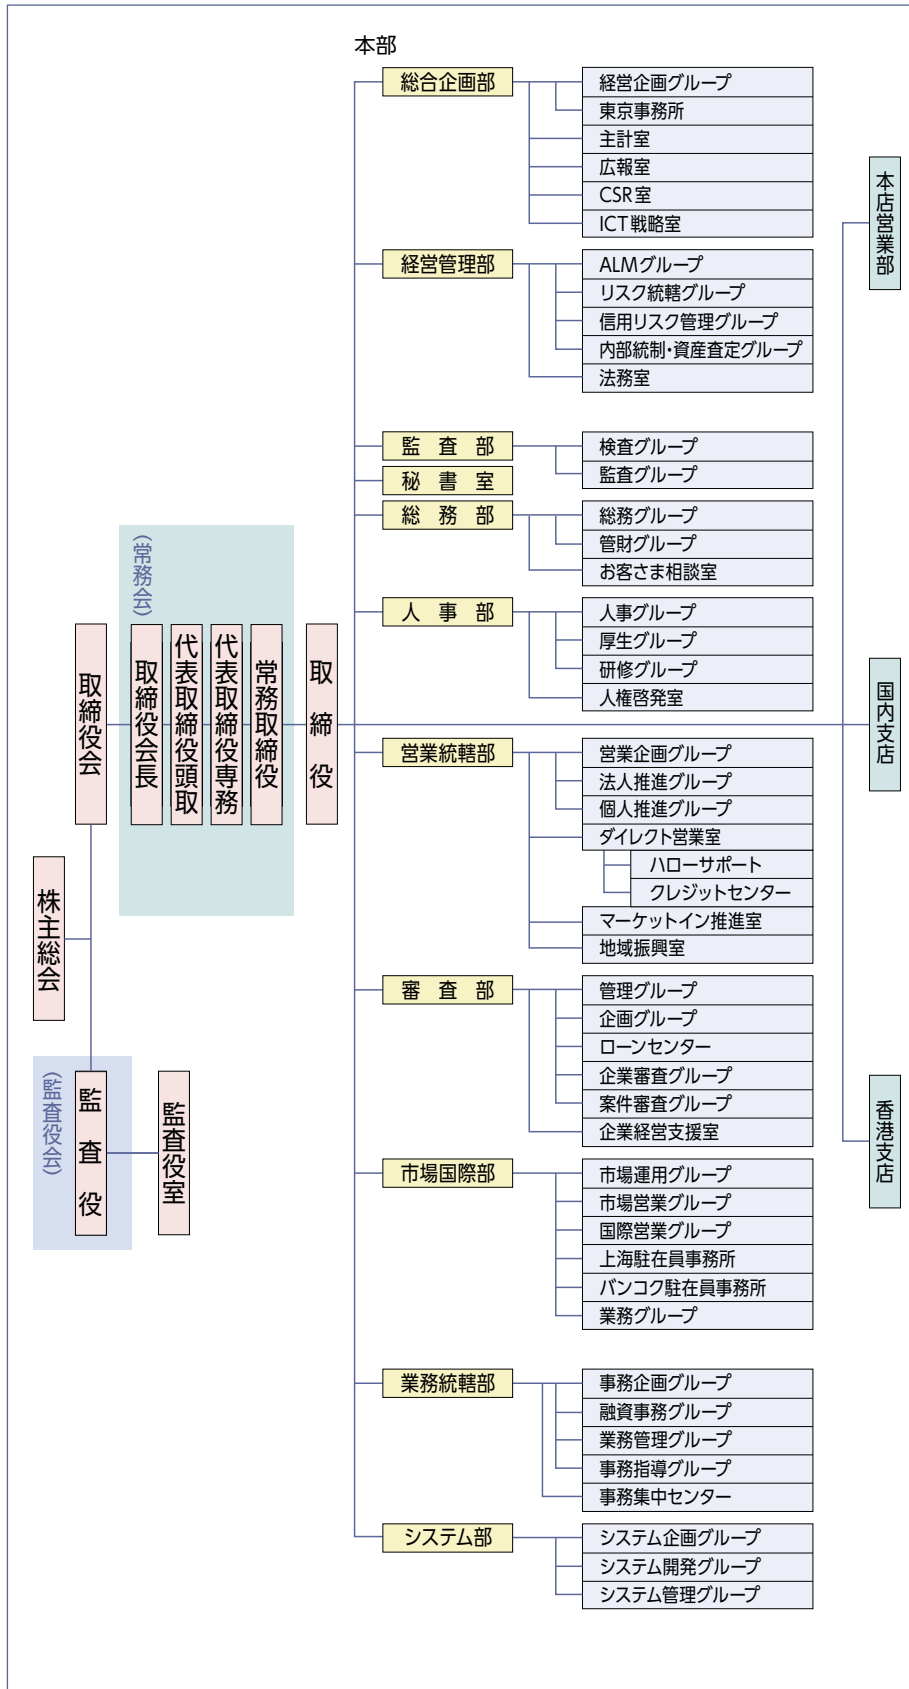 本部
総合企画部
経営企画グループ
東京事務所
主計室
広報室
CSR室
ICT戦略室
経営管理部
ALMグループ
リスク統轄グループ
信用リスク管理グループ
内部統制・資産査定グループ
法務室
監査部
検査グループ
監査グループ
秘書室
総務部
総務グループ
管財グループ
お客さま相談室
人事部
人事グループ
厚生グループ
研修グループ
人権啓発室
営業統轄部
営業企画グループ
法人推進グループ
個人推進グループ
ダイレクト営業室
ハローサポート
クレジットセンター
マーケットイン推進室
地域振興室
審査部
管理グループ
企画グループ
ローンセンター
企業審査グループ
案件審査グループ
企業経営支援室
市場国際部
市場運用グループ
市場営業グループ
国際営業グループ
上海駐在員事務所
バンコク駐在員事務所
業務グループ
業務統轄部
事務企画グループ
融資事務グループ
業務管理グループ
事務指導グループ
事務集中センター
システム部
システム企画グループ
システム開発グループ
システム管理グループ
株主総会
取締役会
(常務会)
取締役会長
代表取締役頭取
代表取締役専務
常務取締役
取締役
(監査役会)
監査役
監査役室
本店営業部
国内支店
香港支店